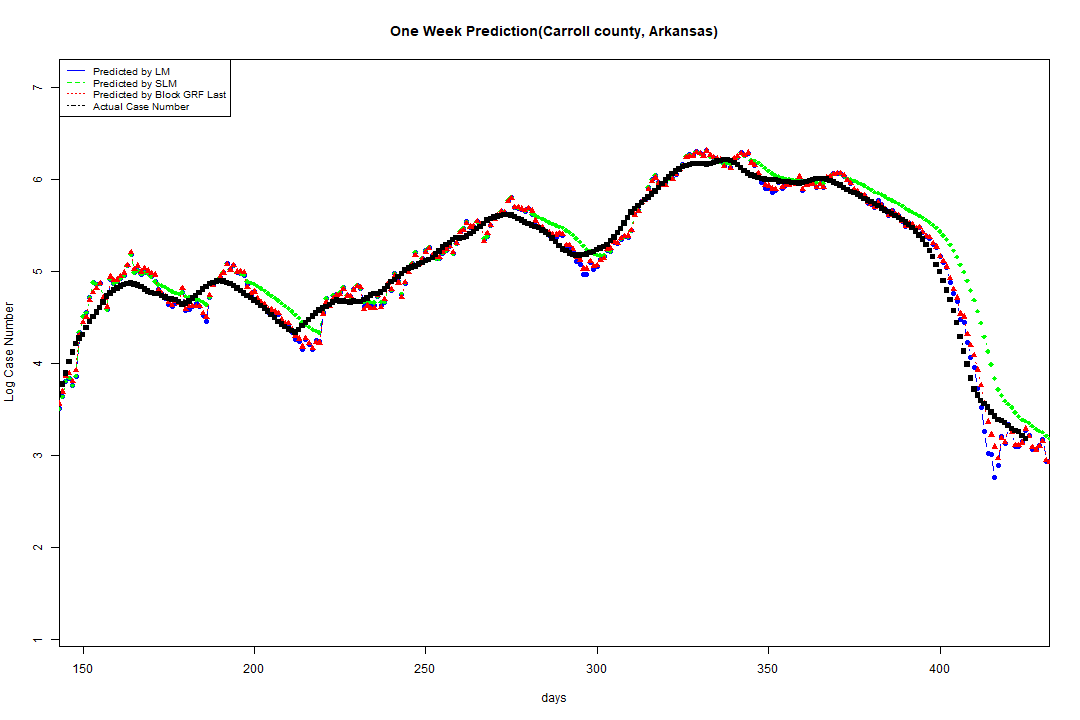 One Week Prediction(Carroll county, Arkansas)
Predicted by LM
Predicted by SLM
Predicted by Block GRF Last
Actual Case Number
Log Case Number
7
6
5
4
3
2
1
150 200 250 300 350 400
days